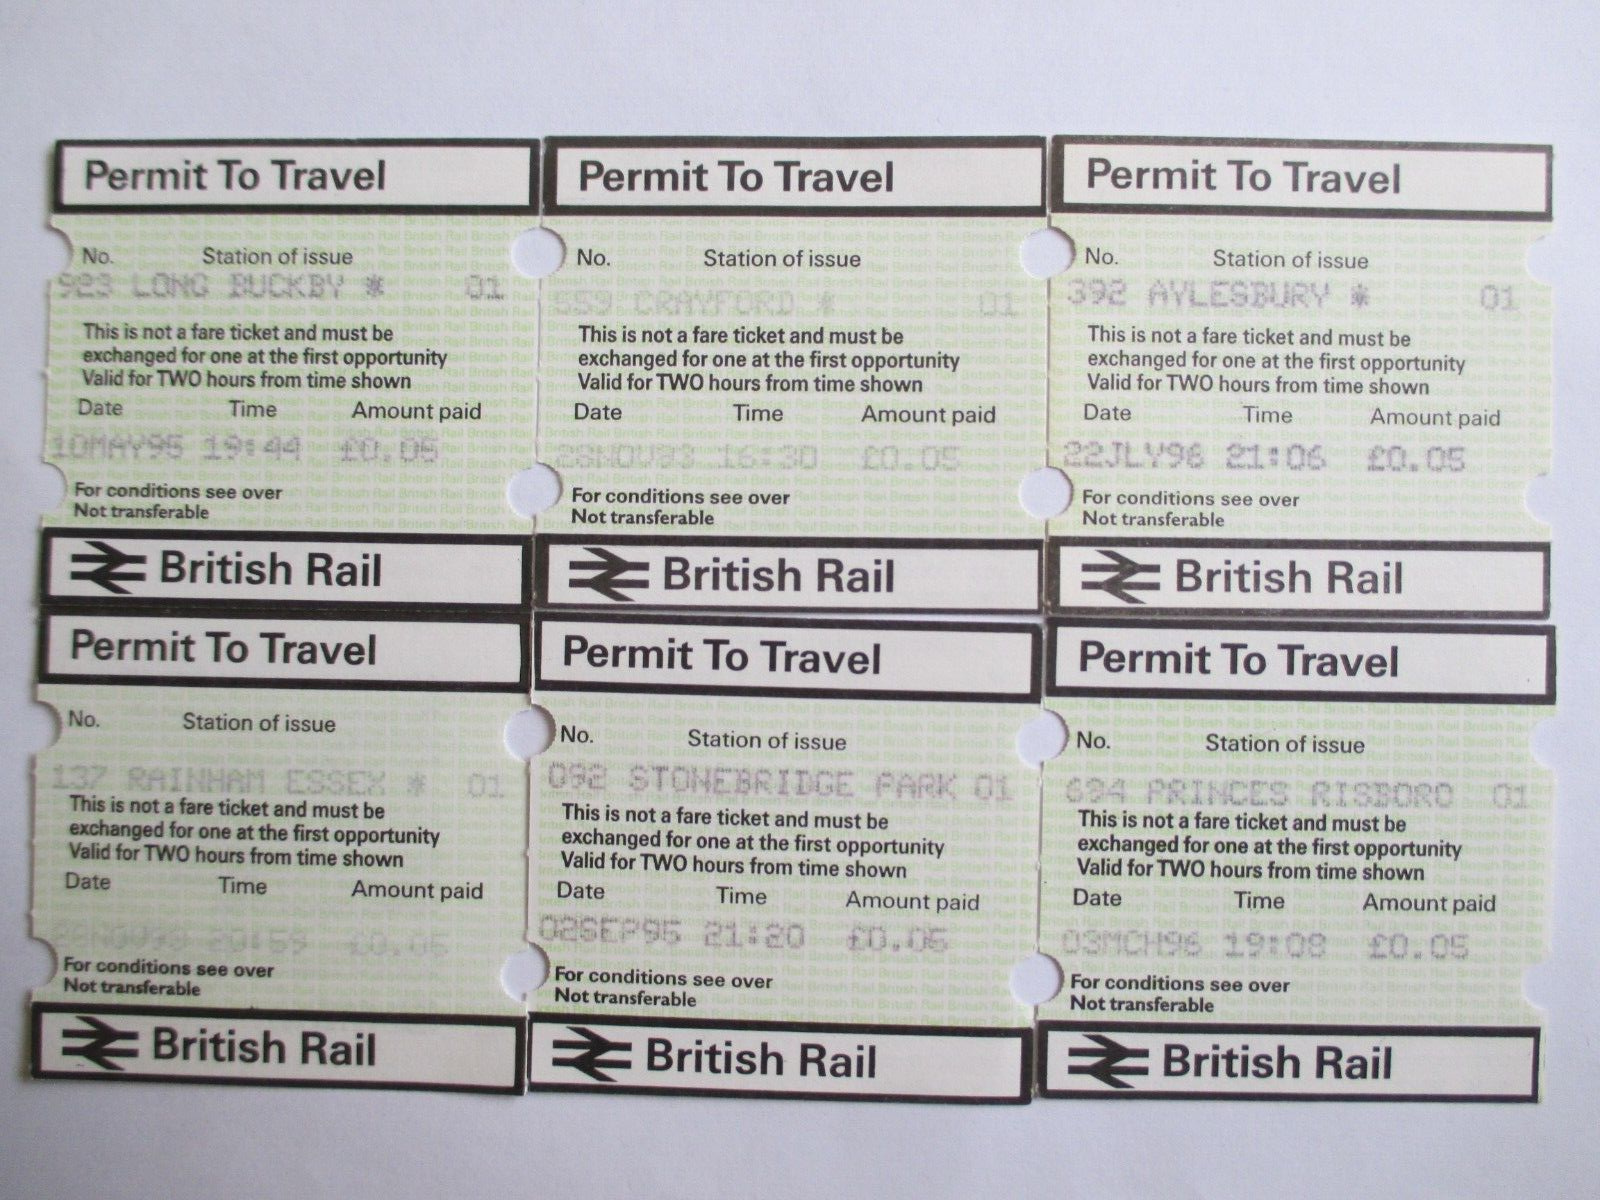 Permit To Travel
No. Station of issue
923 LONG BUCKBY * 01
This is not a fare ticket and must be
exchanged for one at the first opportunity
Valid for TWO hours from time shown
Date Time Amount paid
10MAY95 19:44 £0.05
For conditions see over
Not transferable
British Rail
Permit To Travel
No. Station of issue
559 CRAYFORD * 01
This is not a fare ticket and must be
exchanged for one at the first opportunity
Valid for TWO hours from time shown
Date Time Amount paid
16:30 £0.05
For conditions see over
Not transferable
British Rail
Permit To Travel
No. Station of issue
392 AYLESBURY * 01
This is not a fare ticket and must be
exchanged for one at the first opportunity
Valid for TWO hours from time shown
Date Time Amount paid
22JLY96 21:06 £0.05
For conditions see over
Not transferable
British Rail
Permit To Travel
No. Station of issue
137 RAINHAM ESSEX * 01
This is not a fare ticket and must be
exchanged for one at the first opportunity
Valid for TWO hours from time shown
Date Time Amount paid
20:59 £0.05
For conditions see over
Not transferable
British Rail
Permit To Travel
No. Station of issue
092 STONEBRIDGE PARK 01
This is not a fare ticket and must be
exchanged for one at the first opportunity
Valid for TWO hours from time shown
Date Time Amount paid
02SEP95 21:20 £0.05
For conditions see over
Not transferable
British Rail
Permit To Travel
No. Station of issue
694 PRINCES RISBORO 01
This is not a fare ticket and must be
exchanged for one at the first opportunity
Valid for TWO hours from time shown
Date Time Amount paid
03MCH96 19:08 £0.05
For conditions see over
Not transferable
British Rail